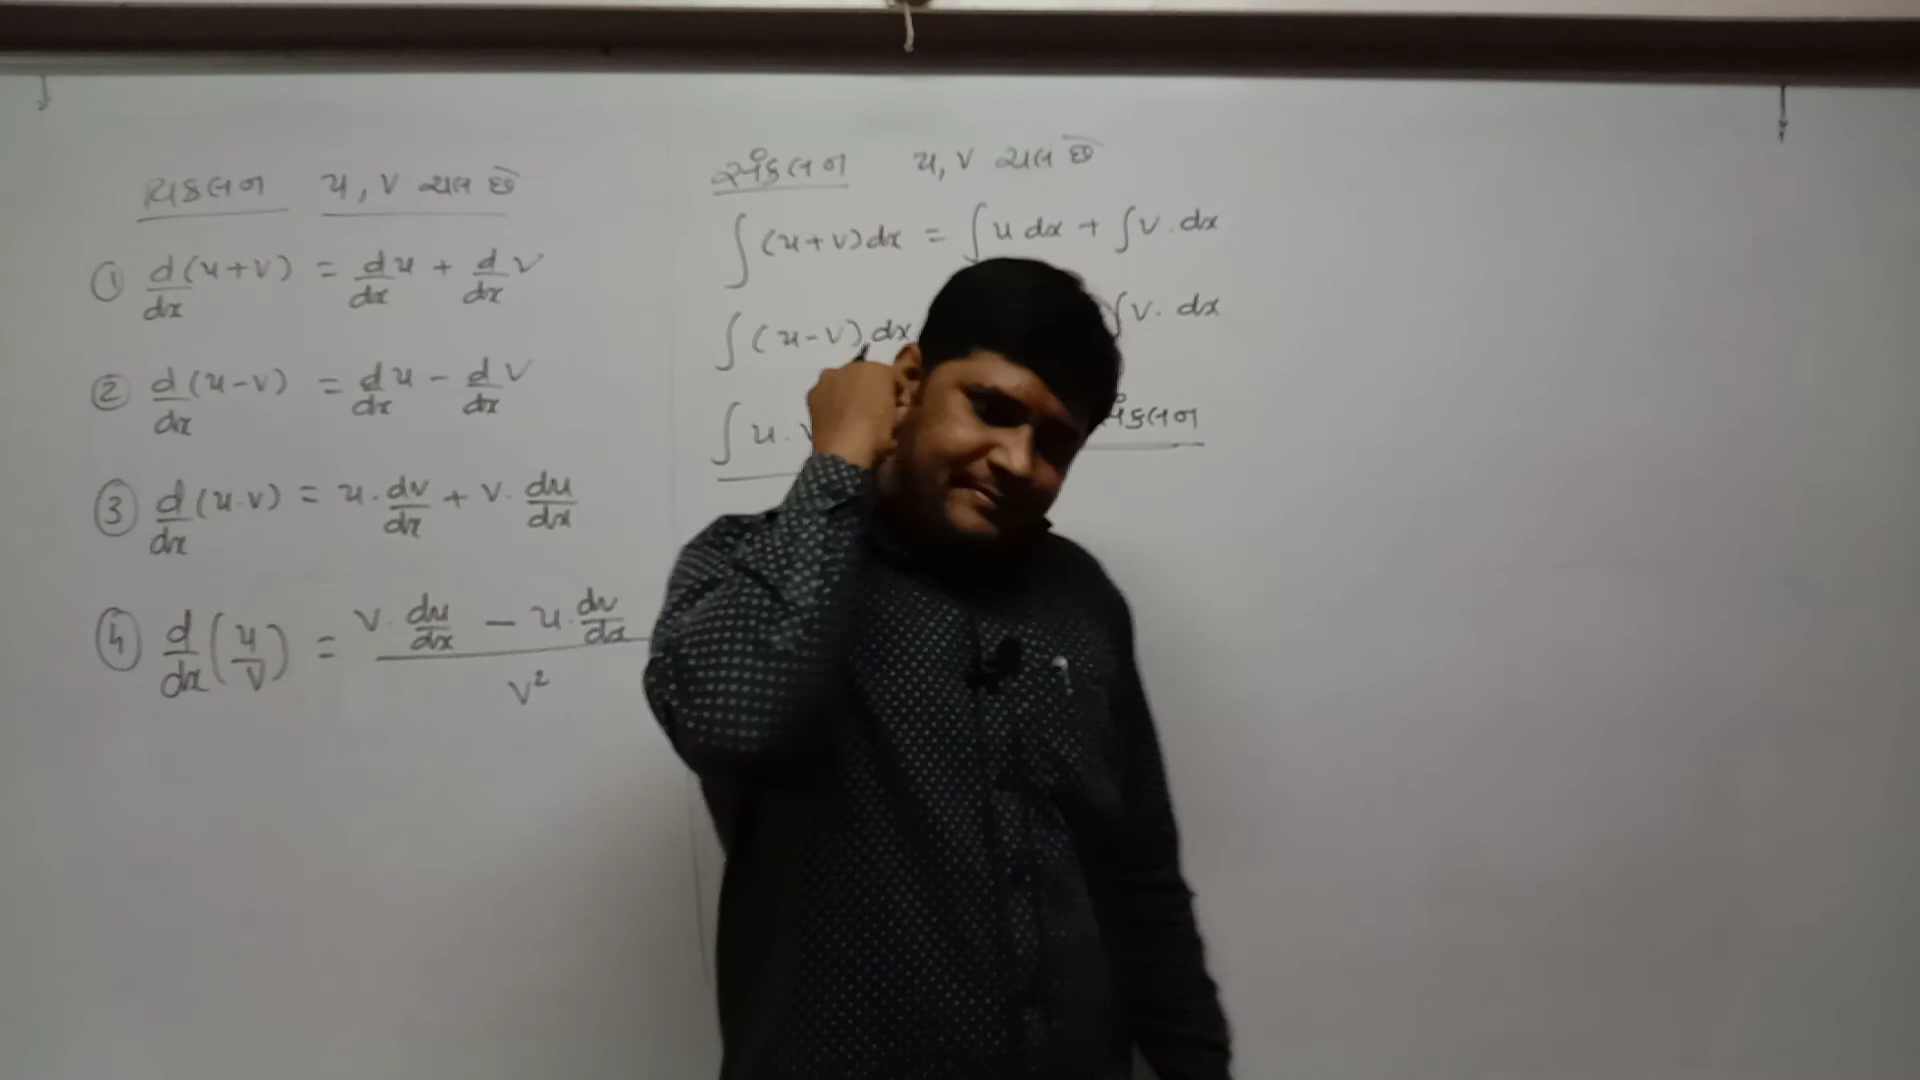 વિકલન u, v ચલ છે
① d/dx (u+v) = d/dx u + d/dx v
② d/dx (u-v) = d/dx u - d/dx v
③ d/dx (u.v) = u. dv/dx + v. du/dx
④ d/dx (u/v) = (v. du/dx - u. dv/dx) / v²
સંકલન u, v ચલ છે
∫ (u+v) dx = ∫ u dx + ∫ v. dx
∫ (u-v) dx ∫ v. dx
∫ u. v સંકલન